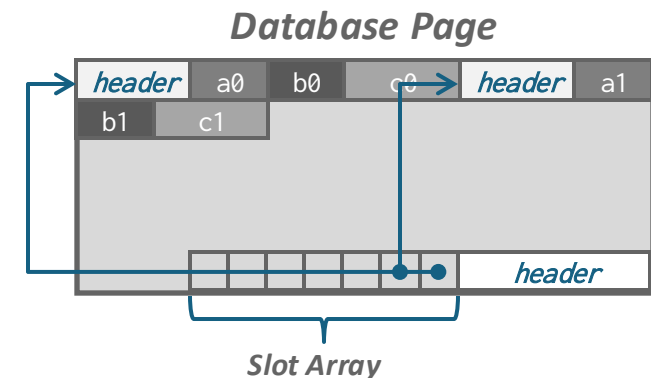 Database Page
header a0 b0 c0 header a1
b1 c1
header
Slot Array